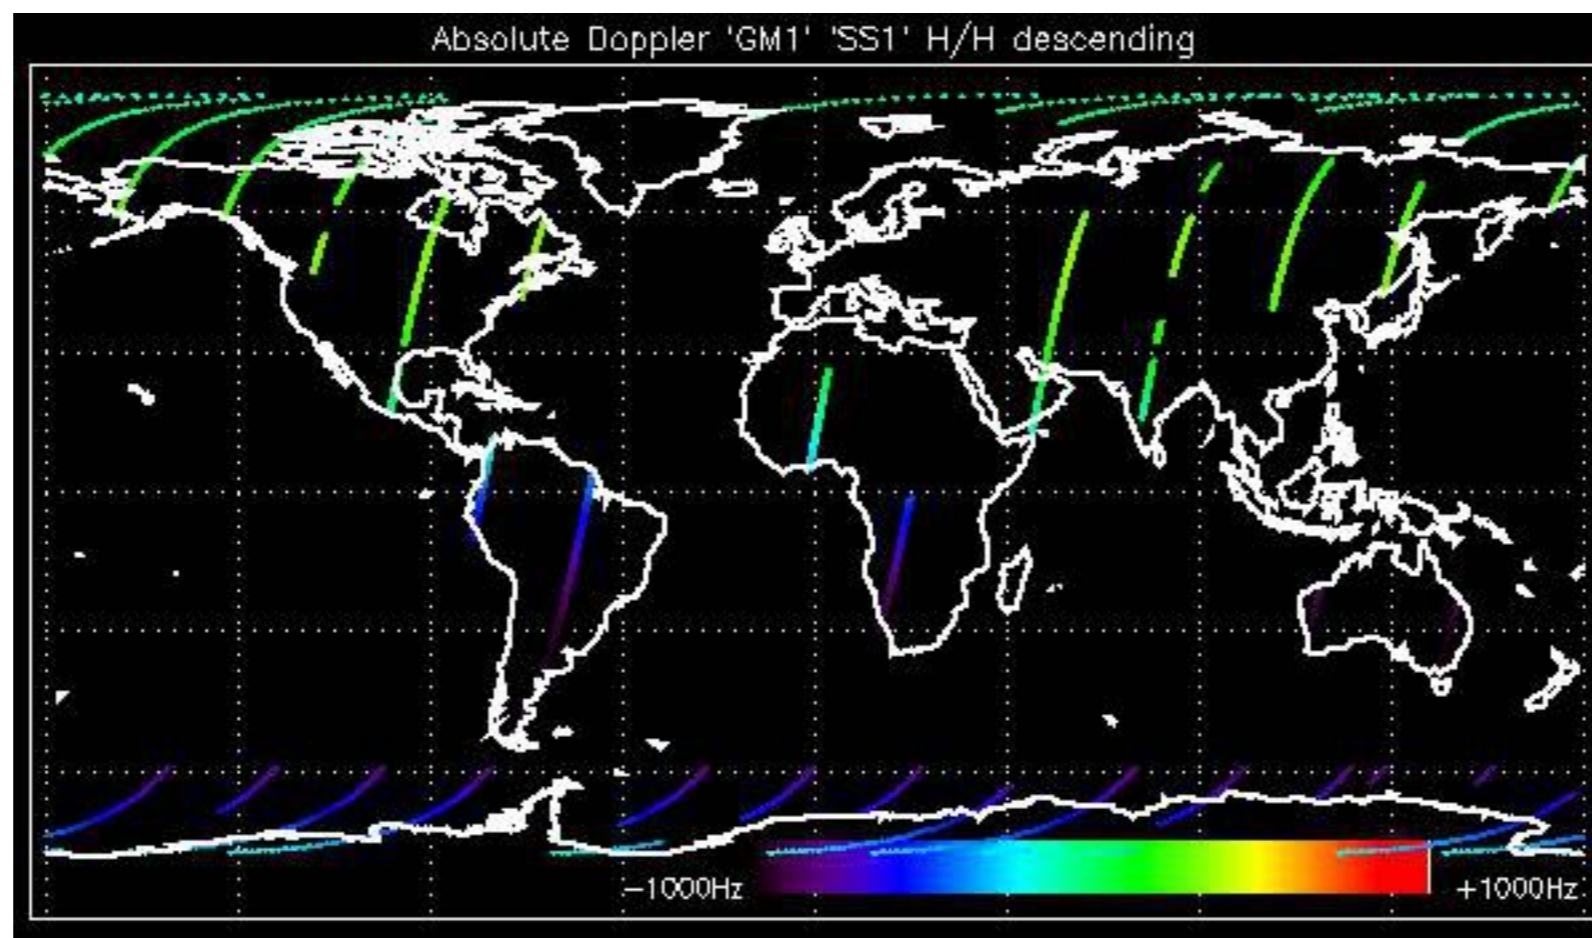 Absolute Doppler 'GM1' 'SS1' H/H descending
-1000Hz
+1000Hz